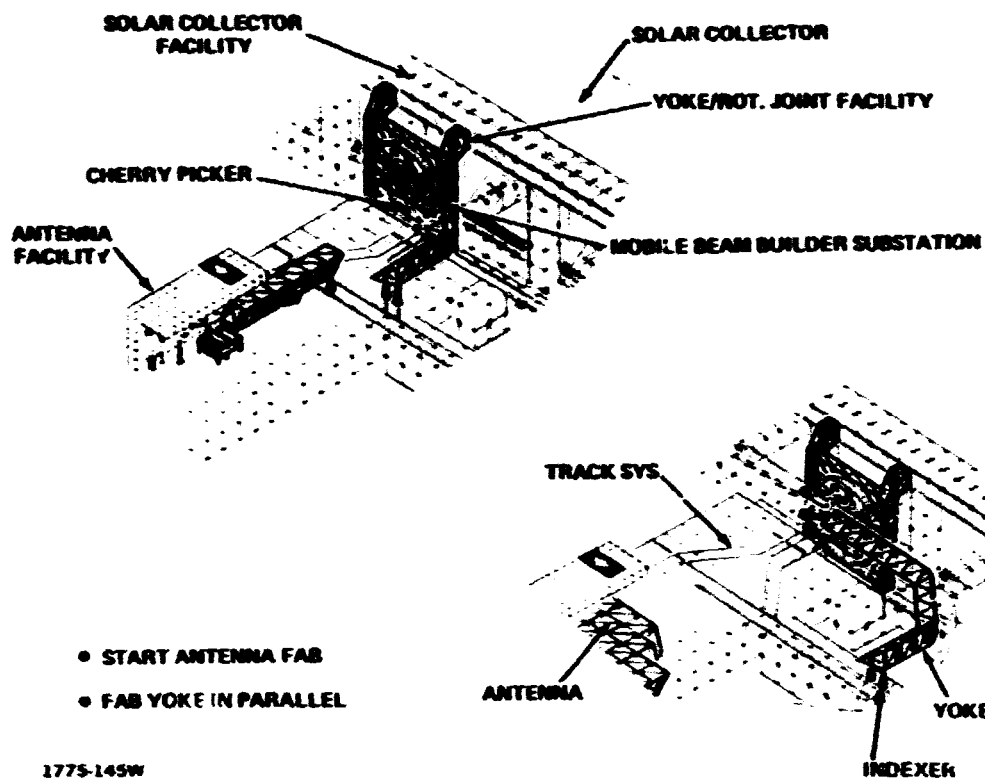 SOLAR COLLECTOR
FACILITY
SOLAR COLLECTOR
YOKE/ROT. JOINT FACILITY
CHERRY PICKER
ANTENNA
FACILITY
MOBILE BEAM BUILDER SUBSTATION
TRACK SYS
ANTENNA
YOKE
INDEXER
● START ANTENNA FAB
● FAB YOKE IN PARALLEL
1775-145W